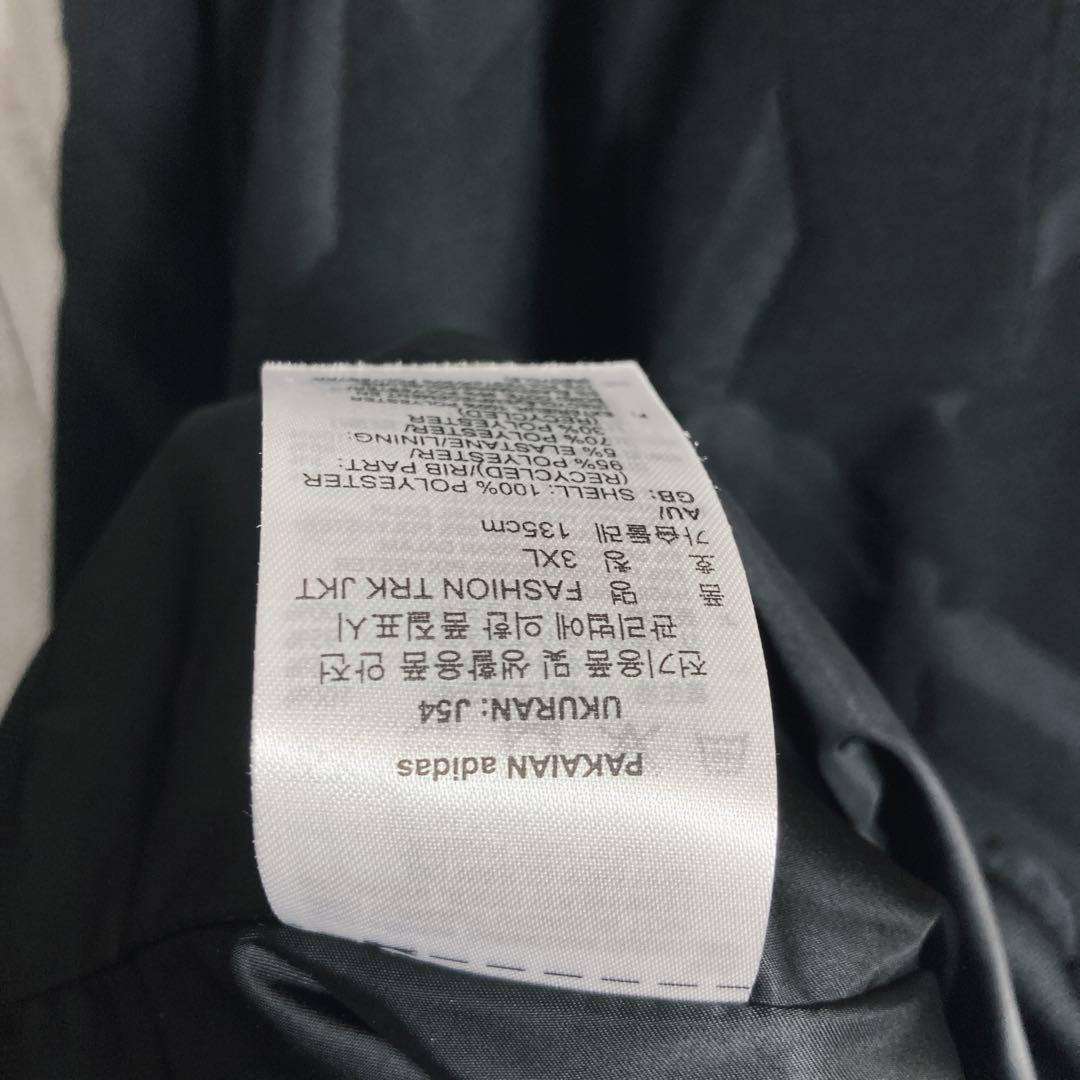 PAKAIAN adidas
UKURAN: J54
전기용품 및 생활용품 안전
관리법에 의한 품질표시
품 명 FASHION TRK JKT
호 칭 3XL
가슴둘레 135cm
AU/
GB: SHELL: 100% POLYESTER
(RECYCLED)/RIB PART:
95% POLYESTER/
5% ELASTANE/LINING:
70% POLYESTER/
30% POLYESTER
(RECYCLED)